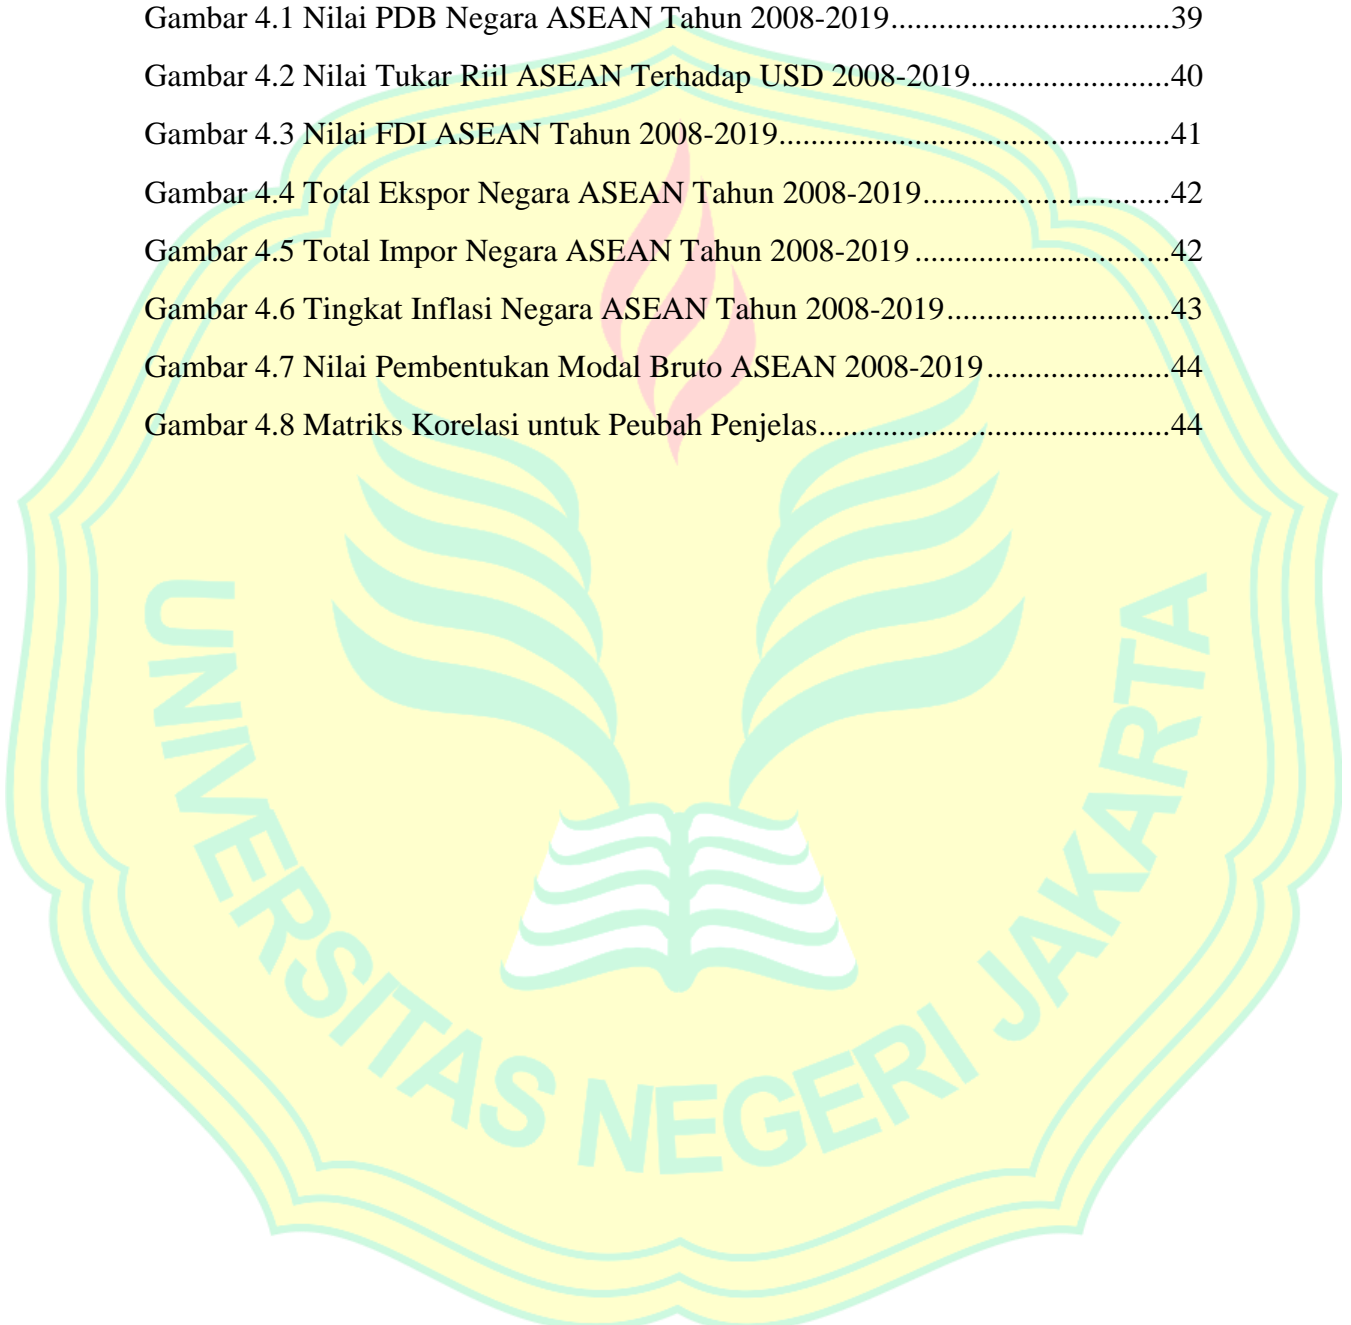 Gambar 4.1 Nilai PDB Negara ASEAN Tahun 2008-2019...................................39
Gambar 4.2 Nilai Tukar Riil ASEAN Terhadap USD 2008-2019.........................40
Gambar 4.3 Nilai FDI ASEAN Tahun 2008-2019.................................................41
Gambar 4.4 Total Ekspor Negara ASEAN Tahun 2008-2019...............................42
Gambar 4.5 Total Impor Negara ASEAN Tahun 2008-2019................................42
Gambar 4.6 Tingkat Inflasi Negara ASEAN Tahun 2008-2019............................43
Gambar 4.7 Nilai Pembentukan Modal Bruto ASEAN 2008-2019.......................44
Gambar 4.8 Matriks Korelasi untuk Peubah Penjelas............................................44
UNIVERSITAS NEGERI JAKARTA